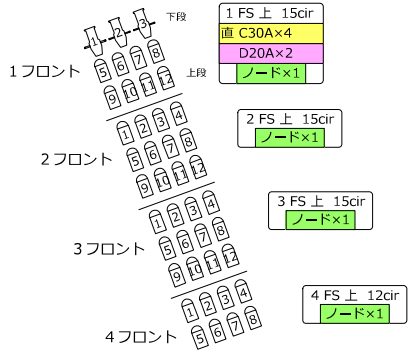 下段
1 2 3
5 6 7 8
上段
9 10 11 12
1フロント
1 FS 上 15cir
直 C30A×4
D20A×2
ノード×1
1 2 3 4
5 6 7 8
9 10 11 12
2フロント
2 FS 上 15cir
ノード×1
1 2 3 4
5 6 7 8
9 10 11 12
3フロント
3 FS 上 15cir
ノード×1
1 2 3 4
5 6 7 8
4フロント
4 FS 上 12cir
ノード×1